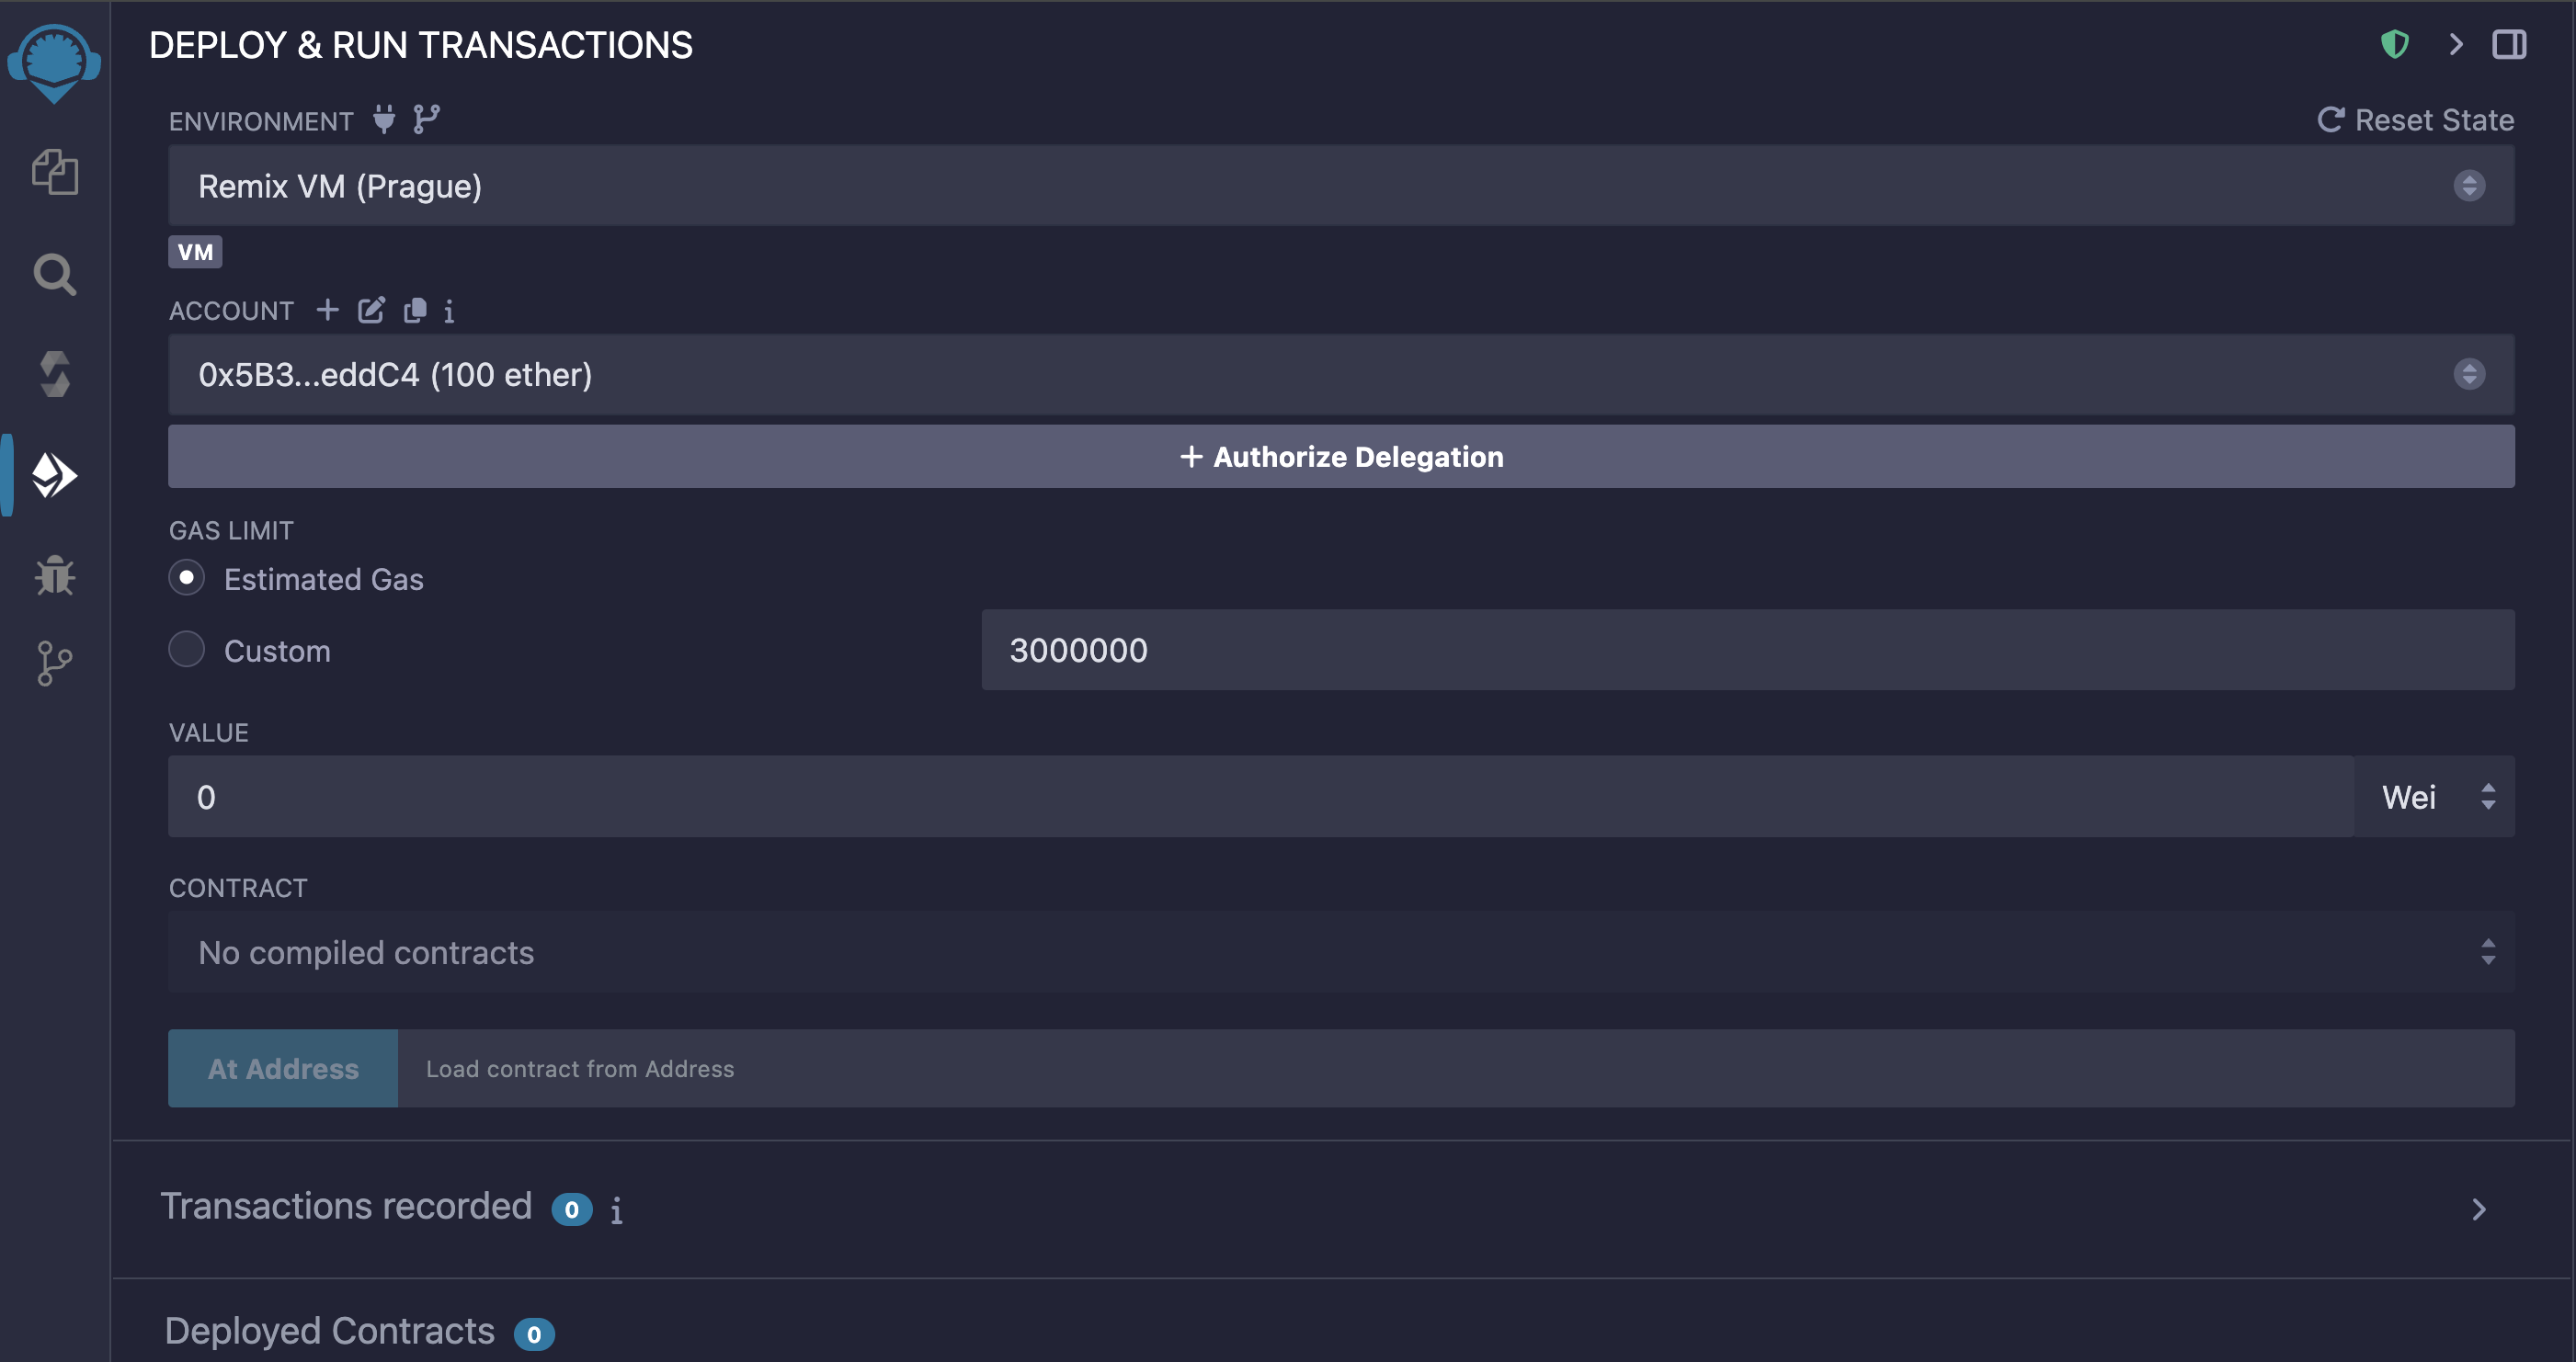 DEPLOY & RUN TRANSACTIONS
ENVIRONMENT
Reset State
Remix VM (Prague)
VM
ACCOUNT
0x5B3...eddC4 (100 ether)
+ Authorize Delegation
GAS LIMIT
Estimated Gas
Custom
3000000
VALUE
0
Wei
CONTRACT
No compiled contracts
At Address
Load contract from Address
Transactions recorded 0 i
Deployed Contracts 0